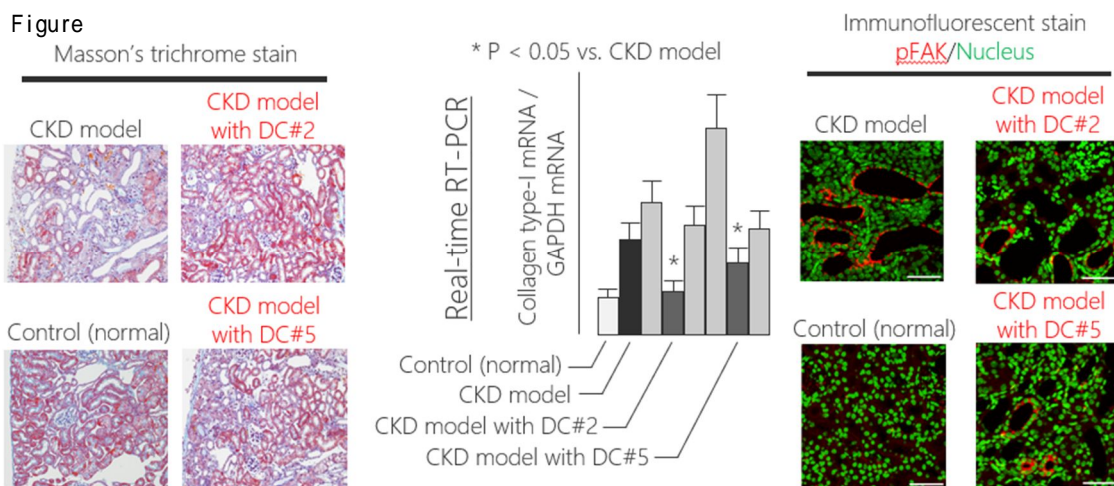 Figure
Masson's trichrome stain
CKD model
CKD model
with DC#2
Control (normal)
CKD model
with DC#5
* P < 0.05 vs. CKD model
Real-time RT-PCR
Collagen type-I mRNA /
GAPDH mRNA
*
*
Control (normal)
CKD model
CKD model with DC#2
CKD model with DC#5
Immunofluorescent stain
pFAK/Nucleus
CKD model
CKD model
with DC#2
Control (normal)
CKD model
with DC#5